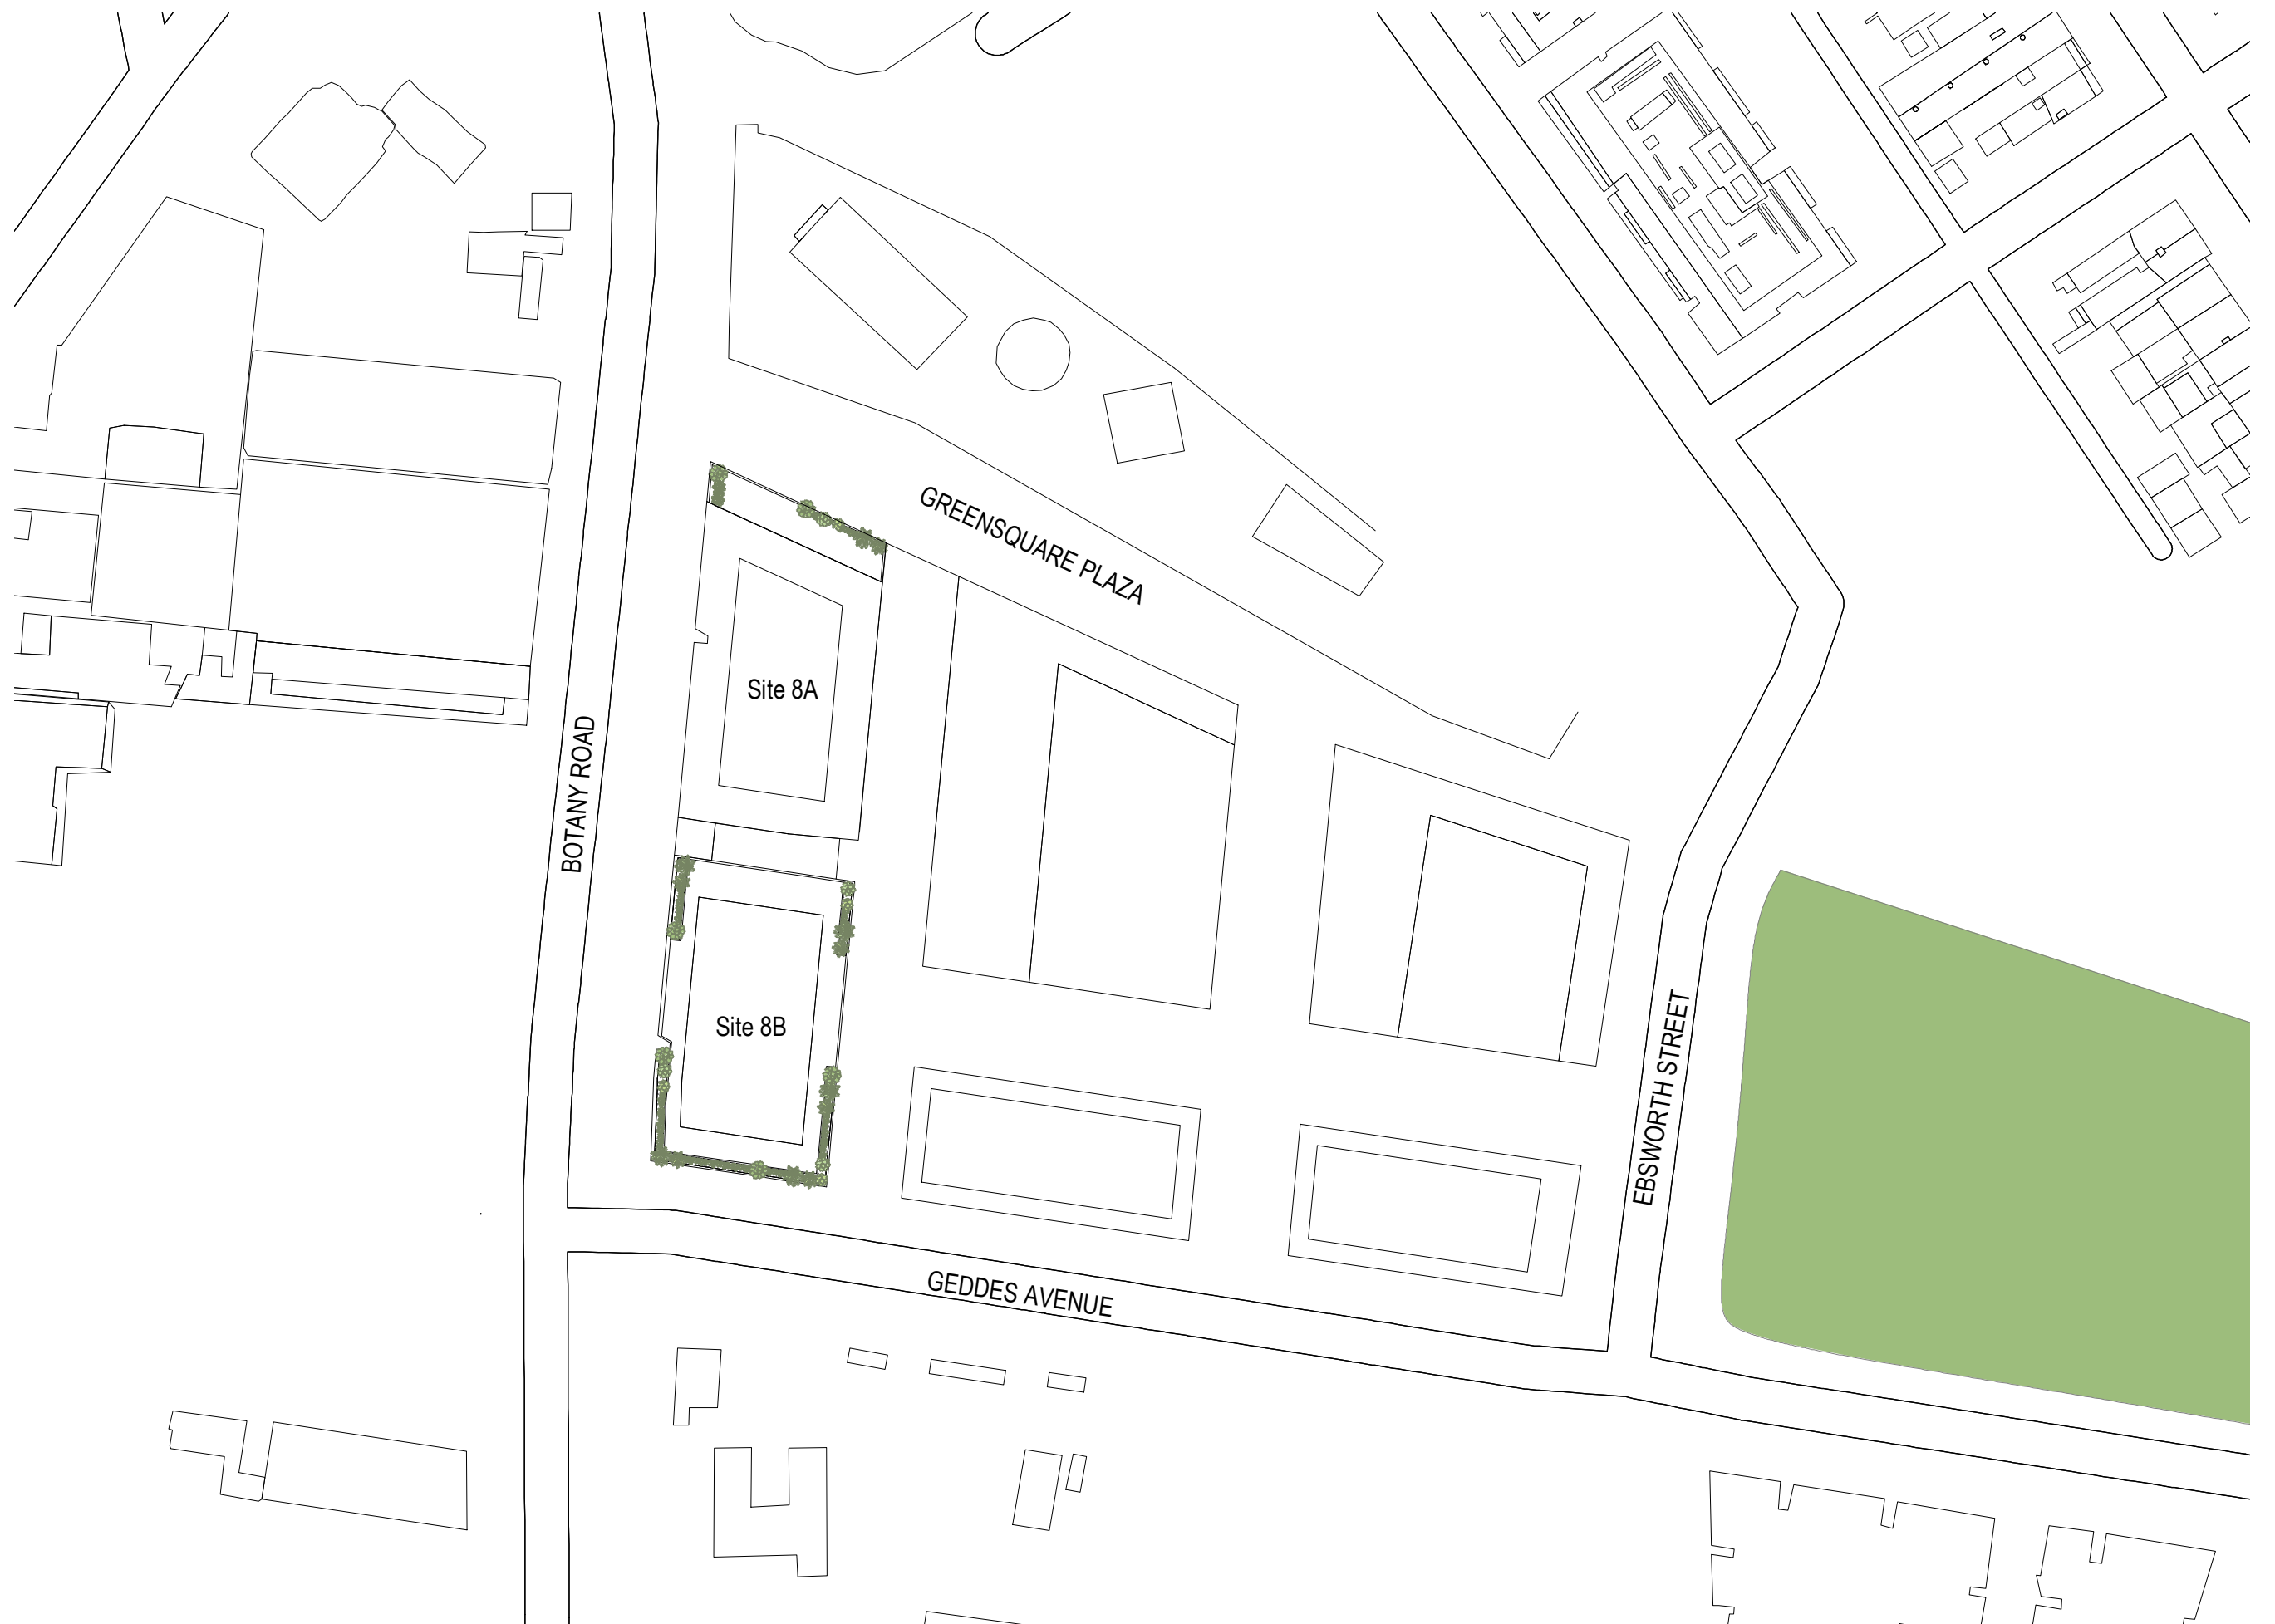 GREENSQUARE PLAZA
Site 8A
BOTANY ROAD
Site 8B
EBSWORTH STREET
GEDDES AVENUE